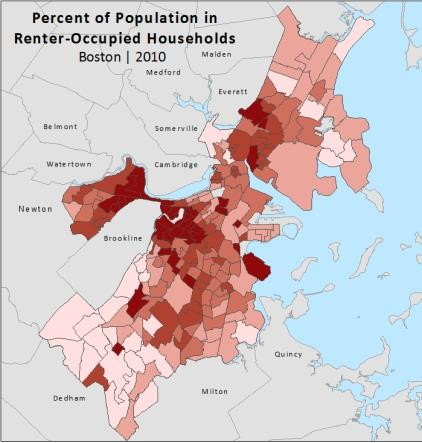 Percent of Population in
Renter-Occupied Households
Boston | 2010
Malden
Medford
Everett
Belmont
Somerville
Watertown
Cambridge
Newton
Brookline
Quincy
Milton
Dedham